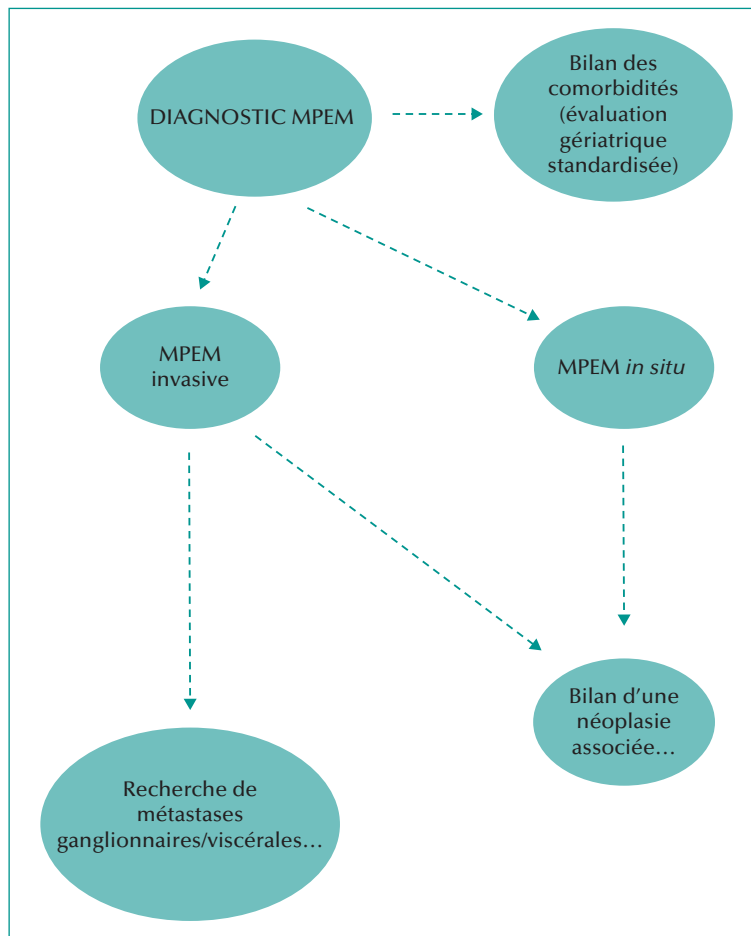 DIAGNOSTIC MPEM
Bilan des
comorbidités
(évaluation
gériatrique
standardisée)
MPEM
invasive
MPEM in situ
Bilan d’une
néoplasie
associée…
Recherche de
métastases
ganglionnaires/viscérales…